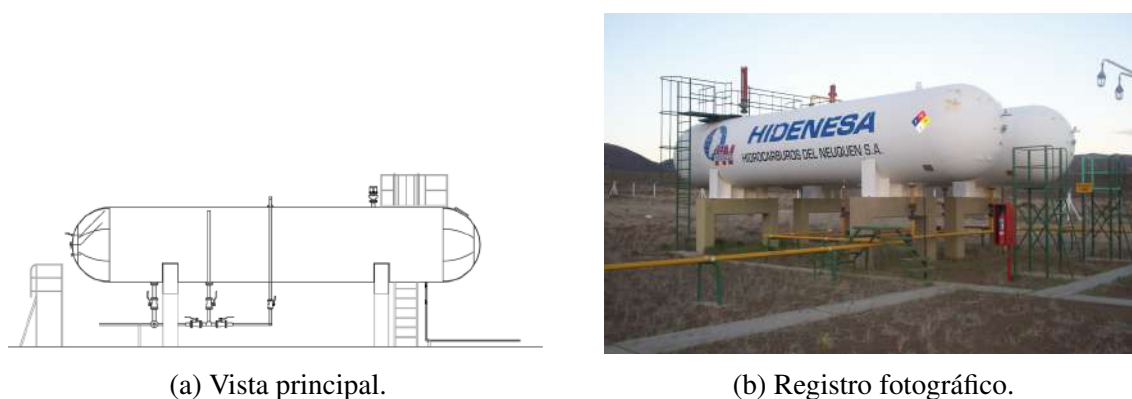 HIDENESA
HIDROCARBUROS DEL NEUQUEN S.A.
(a) Vista principal.
(b) Registro fotográfico.